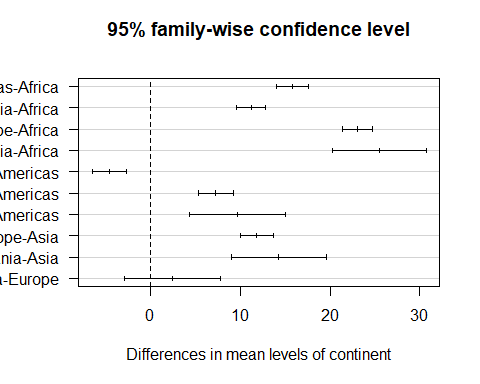 95% family-wise confidence level
as-Africa
ia-Africa
pe-Africa
ia-Africa
Americas
Americas
Americas
ope-Asia
nia-Asia
a-Europe
0 10 20 30
Differences in mean levels of continent